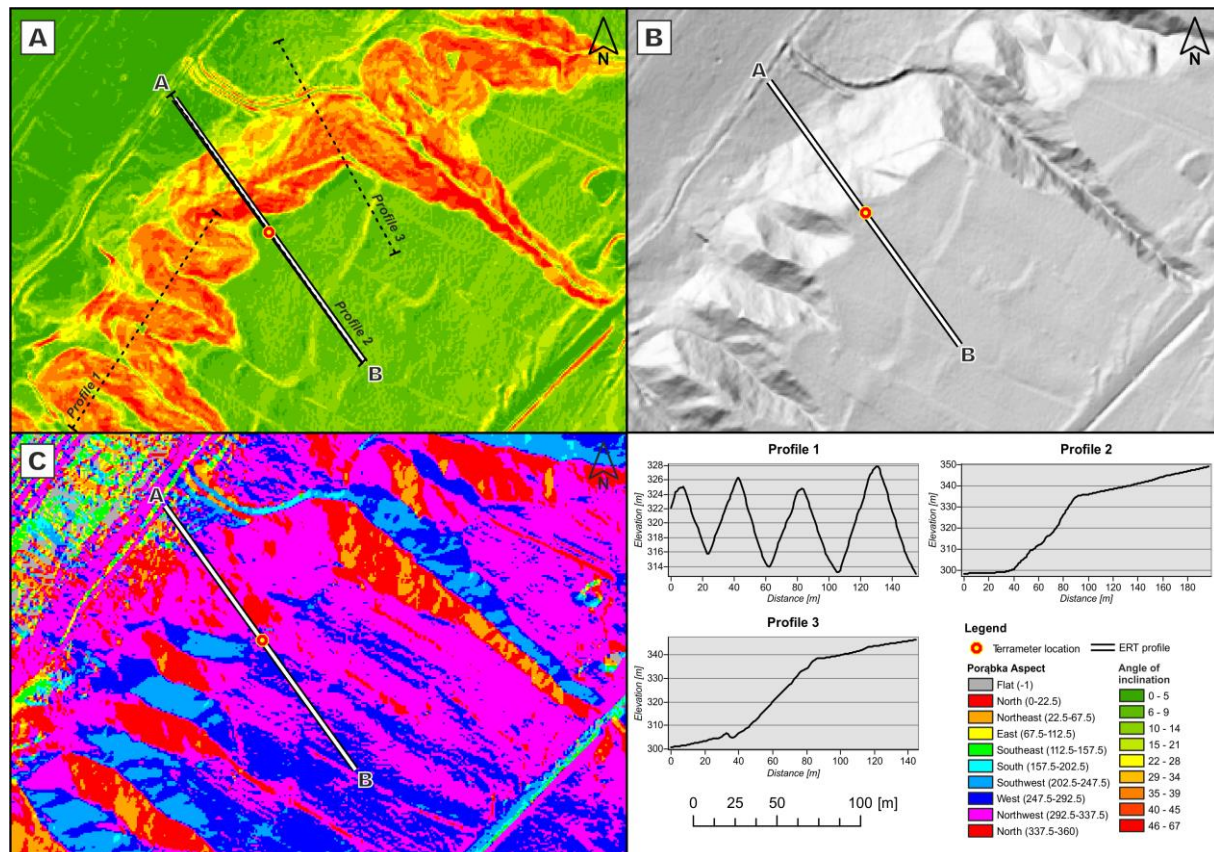 A
N
A
Profile 3
Profile 2
B
Profile 1
B
N
A
B
C
N
A
B
Profile 1
328
326
324
322
320
318
316
314
Elevation [m]
0 20 40 60 80 100 120 140
Distance [m]
Profile 2
350
340
330
320
310
300
Elevation [m]
0 20 40 60 80 100 120 140 160 180
Distance [m]
Profile 3
340
330
320
310
300
Elevation [m]
0 20 40 60 80 100 120 140
Distance [m]
0 25 50 100 [m]
Legend
Terrameter location ERT profile
Porąbka Aspect
Flat (-1)
North (0-22.5)
Northeast (22.5-67.5)
East (67.5-112.5)
Southeast (112.5-157.5)
South (157.5-202.5)
Southwest (202.5-247.5)
West (247.5-292.5)
Northwest (292.5-337.5)
North (337.5-360)
Angle of
inclination
0 - 5
6 - 9
10 - 14
15 - 21
22 - 28
29 - 34
35 - 39
40 - 45
46 - 67